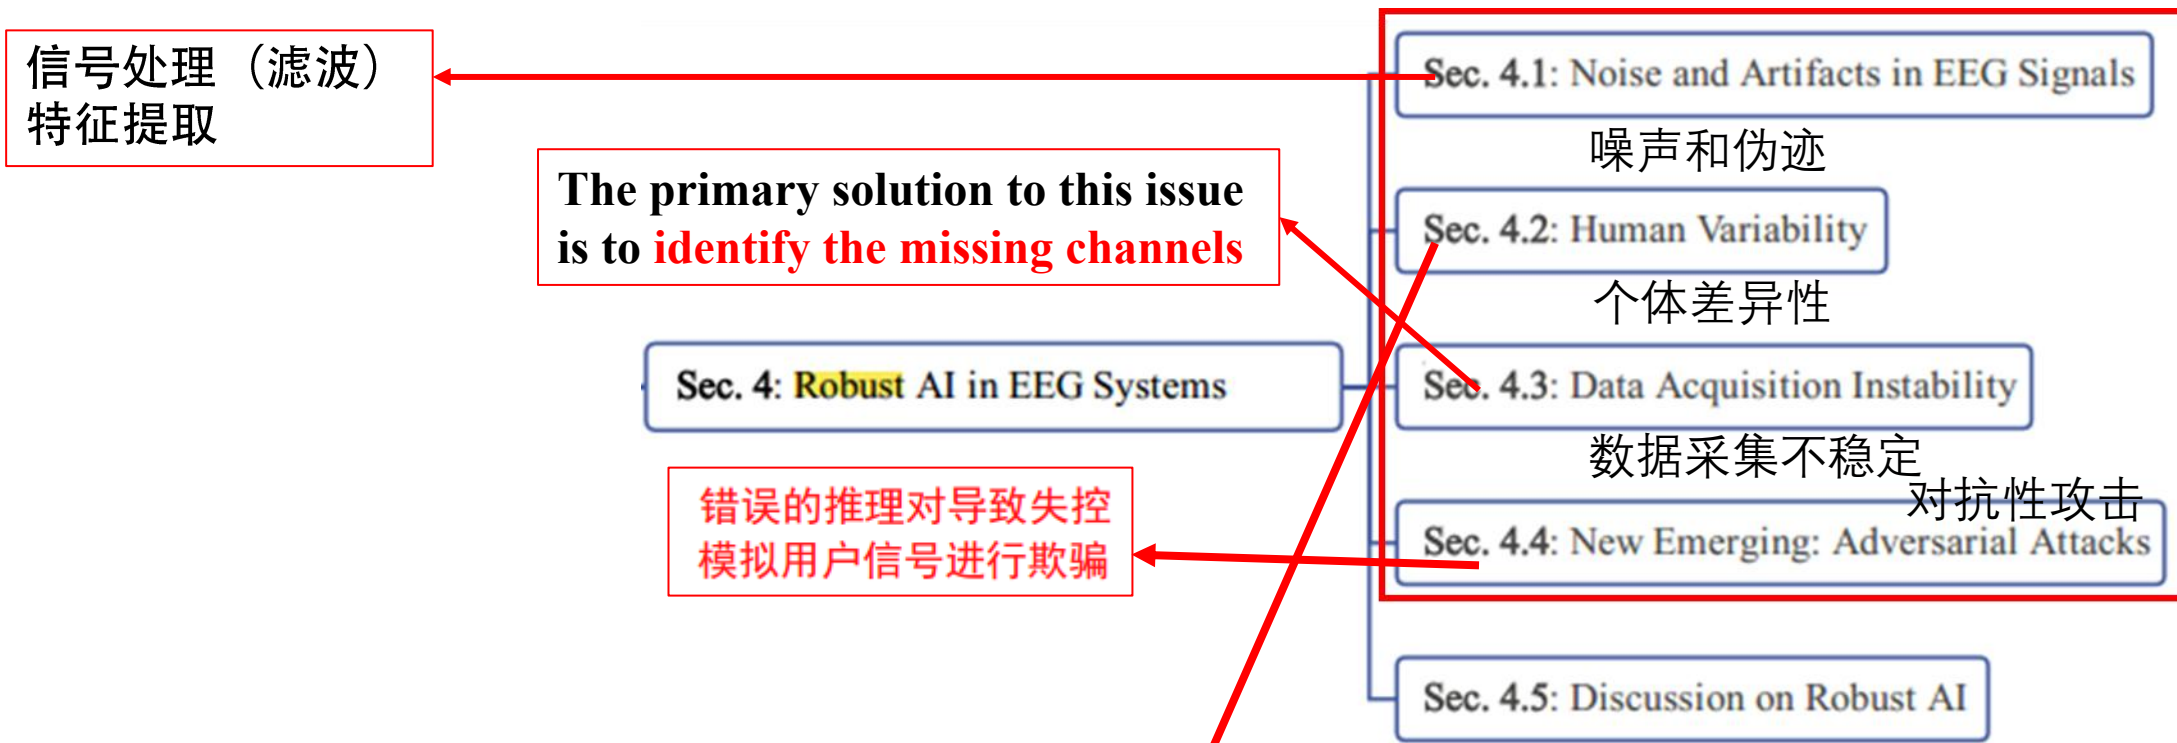 信号处理（滤波）
特征提取
Sec. 4.1: Noise and Artifacts in EEG Signals
噪声和伪迹
The primary solution to this issue
is to identify the missing channels
Sec. 4.2: Human Variability
个体差异性
Sec. 4: Robust AI in EEG Systems
Sec. 4.3: Data Acquisition Instability
数据采集不稳定
错误的推理对导致失控
模拟用户信号进行欺骗
对抗性攻击
Sec. 4.4: New Emerging: Adversarial Attacks
Sec. 4.5: Discussion on Robust AI